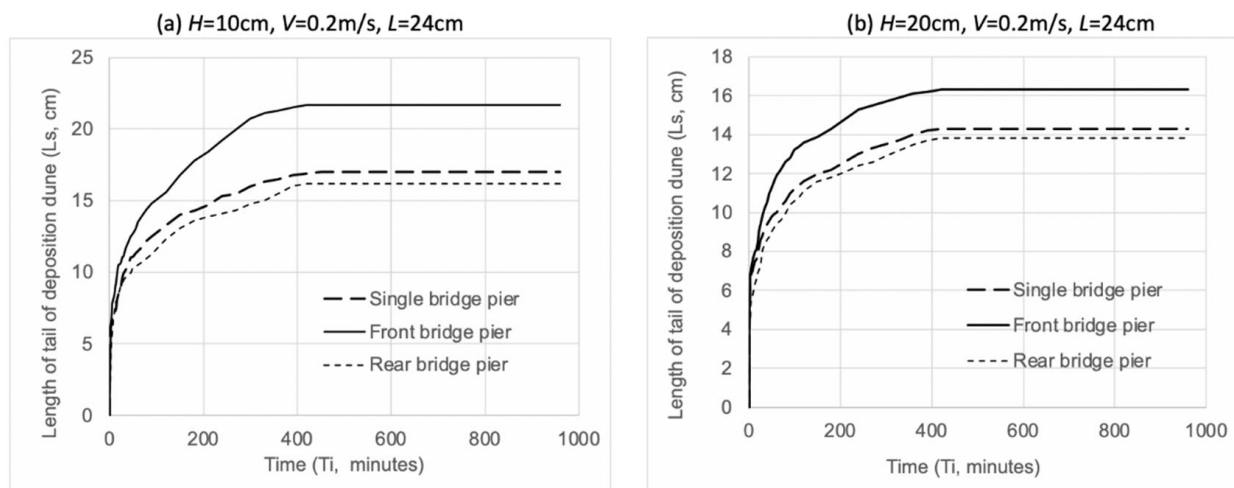 (a) H=10cm, V=0.2m/s, L=24cm
Length of tail of deposition dune (Ls, cm)
25
20
15
10
5
0
Single bridge pier
Front bridge pier
Rear bridge pier
0 200 400 600 800 1000
Time (Ti, minutes)
(b) H=20cm, V=0.2m/s, L=24cm
Length of tail of deposition dune (Ls, cm)
18
16
14
12
10
8
6
4
2
0
Single bridge pier
Front bridge pier
Rear bridge pier
0 200 400 600 800 1000
Time (Ti, minutes)